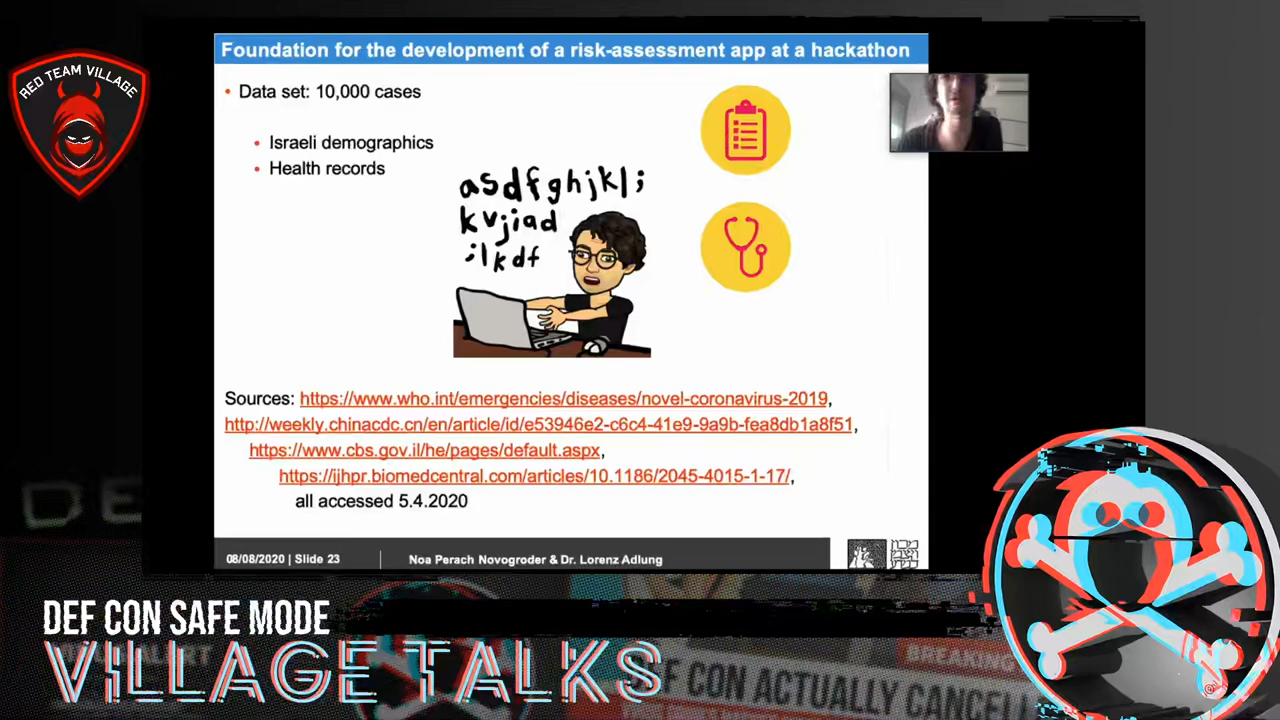 RED TEAM VILLAGE
Foundation for the development of a risk-assessment app at a hackathon
• Data set: 10,000 cases
• Israeli demographics
• Health records
asdfghjkl;
kvjiad
;lkdf
Sources: https://www.who.int/emergencies/diseases/novel-coronavirus-2019,
http://weekly.chinacdc.cn/en/article/id/e53946e2-c6c4-41e9-9a9b-fea8db1a8f51,
https://www.cbs.gov.il/he/pages/default.aspx,
https://ijhpr.biomedcentral.com/articles/10.1186/2045-4015-1-17/,
all accessed 5.4.2020
08/08/2020 | Slide 23
Noa Perach Novogroder & Dr. Lorenz Adlung
DEF CON SAFE MODE
VILLAGE TALKS
BREAKING
DEF CON ACTUALLY CANCELL